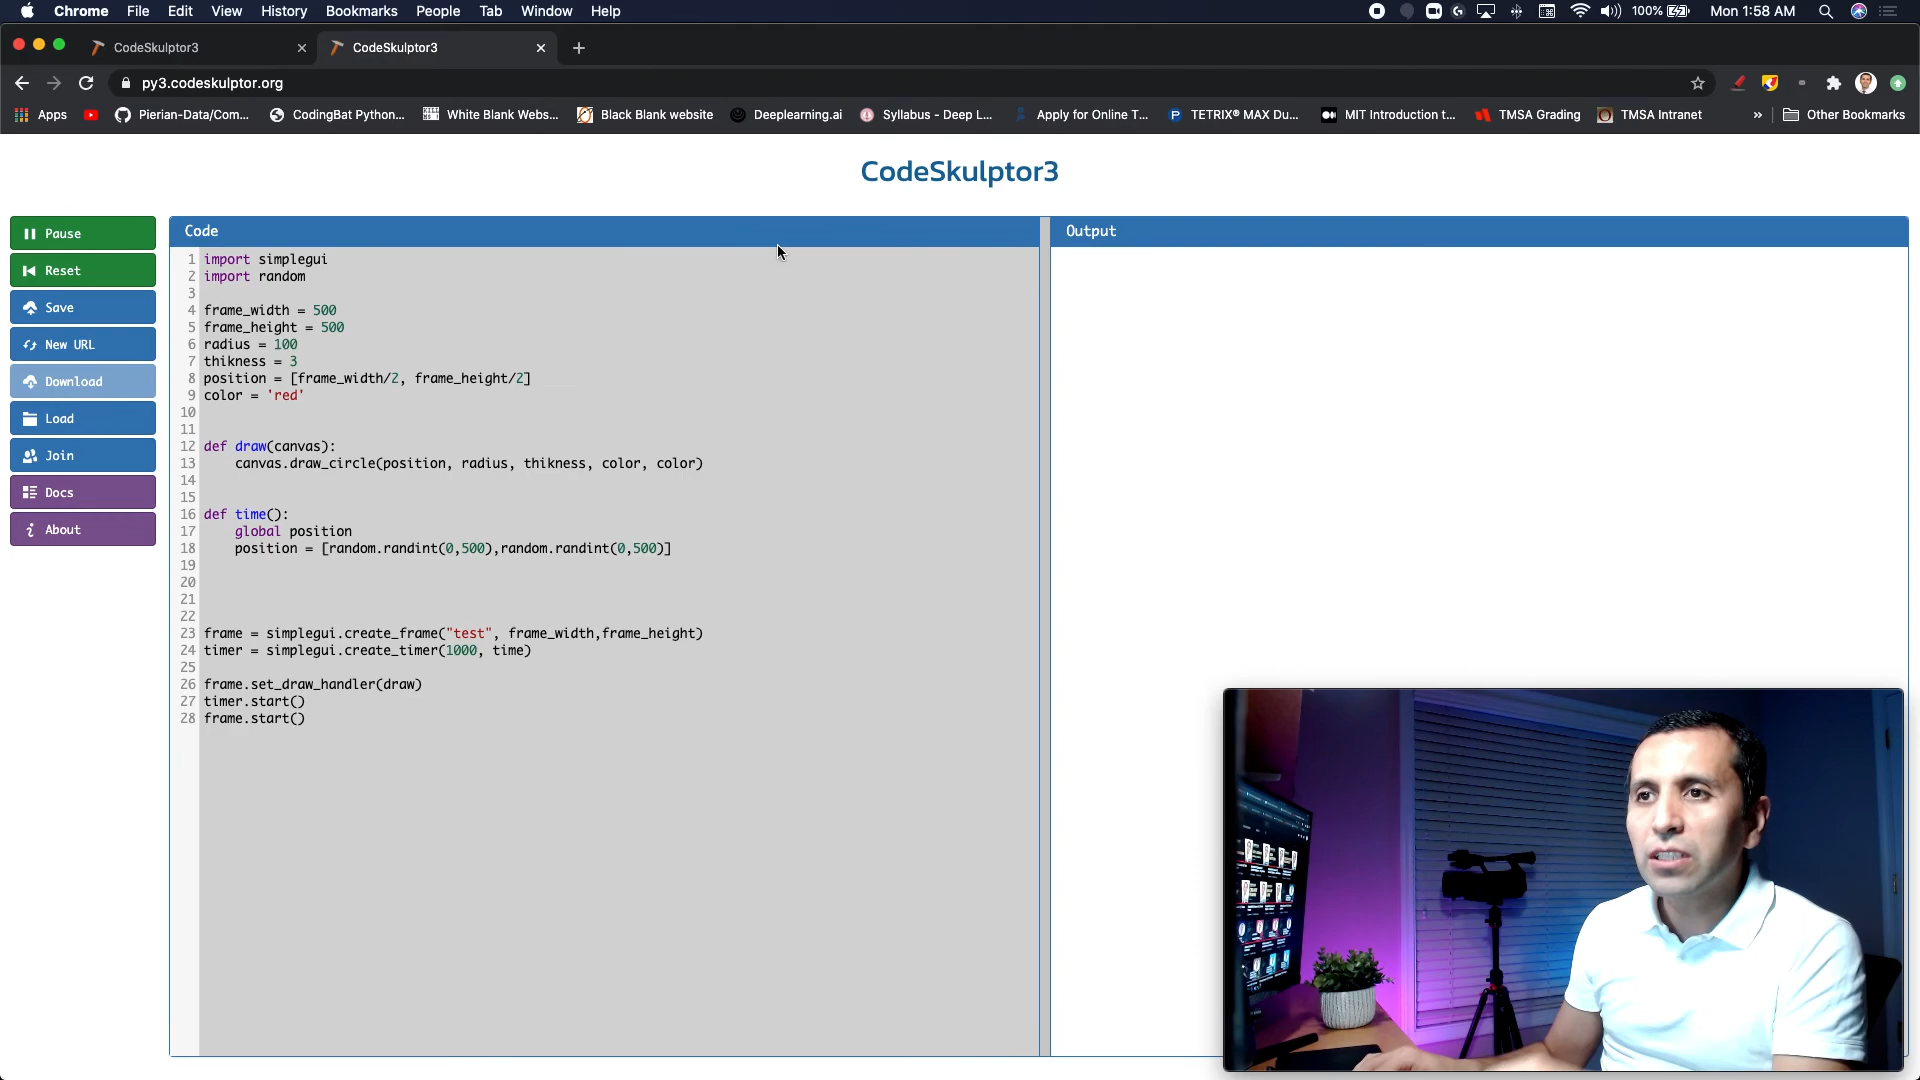 Chrome File Edit View History Bookmarks People Tab Window Help 100% Mon 1:58 AM
CodeSkulptor3 CodeSkulptor3
py3.codeskulptor.org
Apps Pierian-Data/Com... CodingBat Python... White Blank Webs... Black Blank website Deeplearning.ai Syllabus - Deep L... Apply for Online T... TETRIX® MAX Du... MIT Introduction t... TMSA Grading TMSA Intranet » Other Bookmarks
CodeSkulptor3
Pause
Reset
Save
New URL
Download
Load
Join
Docs
About
Code
1 import simplegui
2 import random
3
4 frame_width = 500
5 frame_height = 500
6 radius = 100
7 thikness = 3
8 position = [frame_width/2, frame_height/2]
9 color = 'red'
10
11
12 def draw(canvas):
13     canvas.draw_circle(position, radius, thikness, color, color)
14
15
16 def time():
17     global position
18     position = [random.randint(0,500),random.randint(0,500)]
19
20
21
22
23 frame = simplegui.create_frame("test", frame_width,frame_height)
24 timer = simplegui.create_timer(1000, time)
25
26 frame.set_draw_handler(draw)
27 timer.start()
28 frame.start()
Output